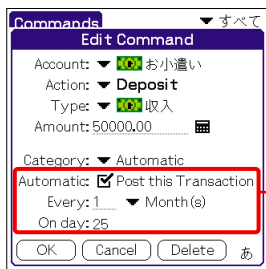 Commands すべて
Edit Command
Account: お小遣い
Action: Deposit
Type: 収入
Amount: 50000.00
Category: Automatic
Automatic: Post this Transaction
Every: 1 Month(s)
On day: 25
OK Cancel Delete あ